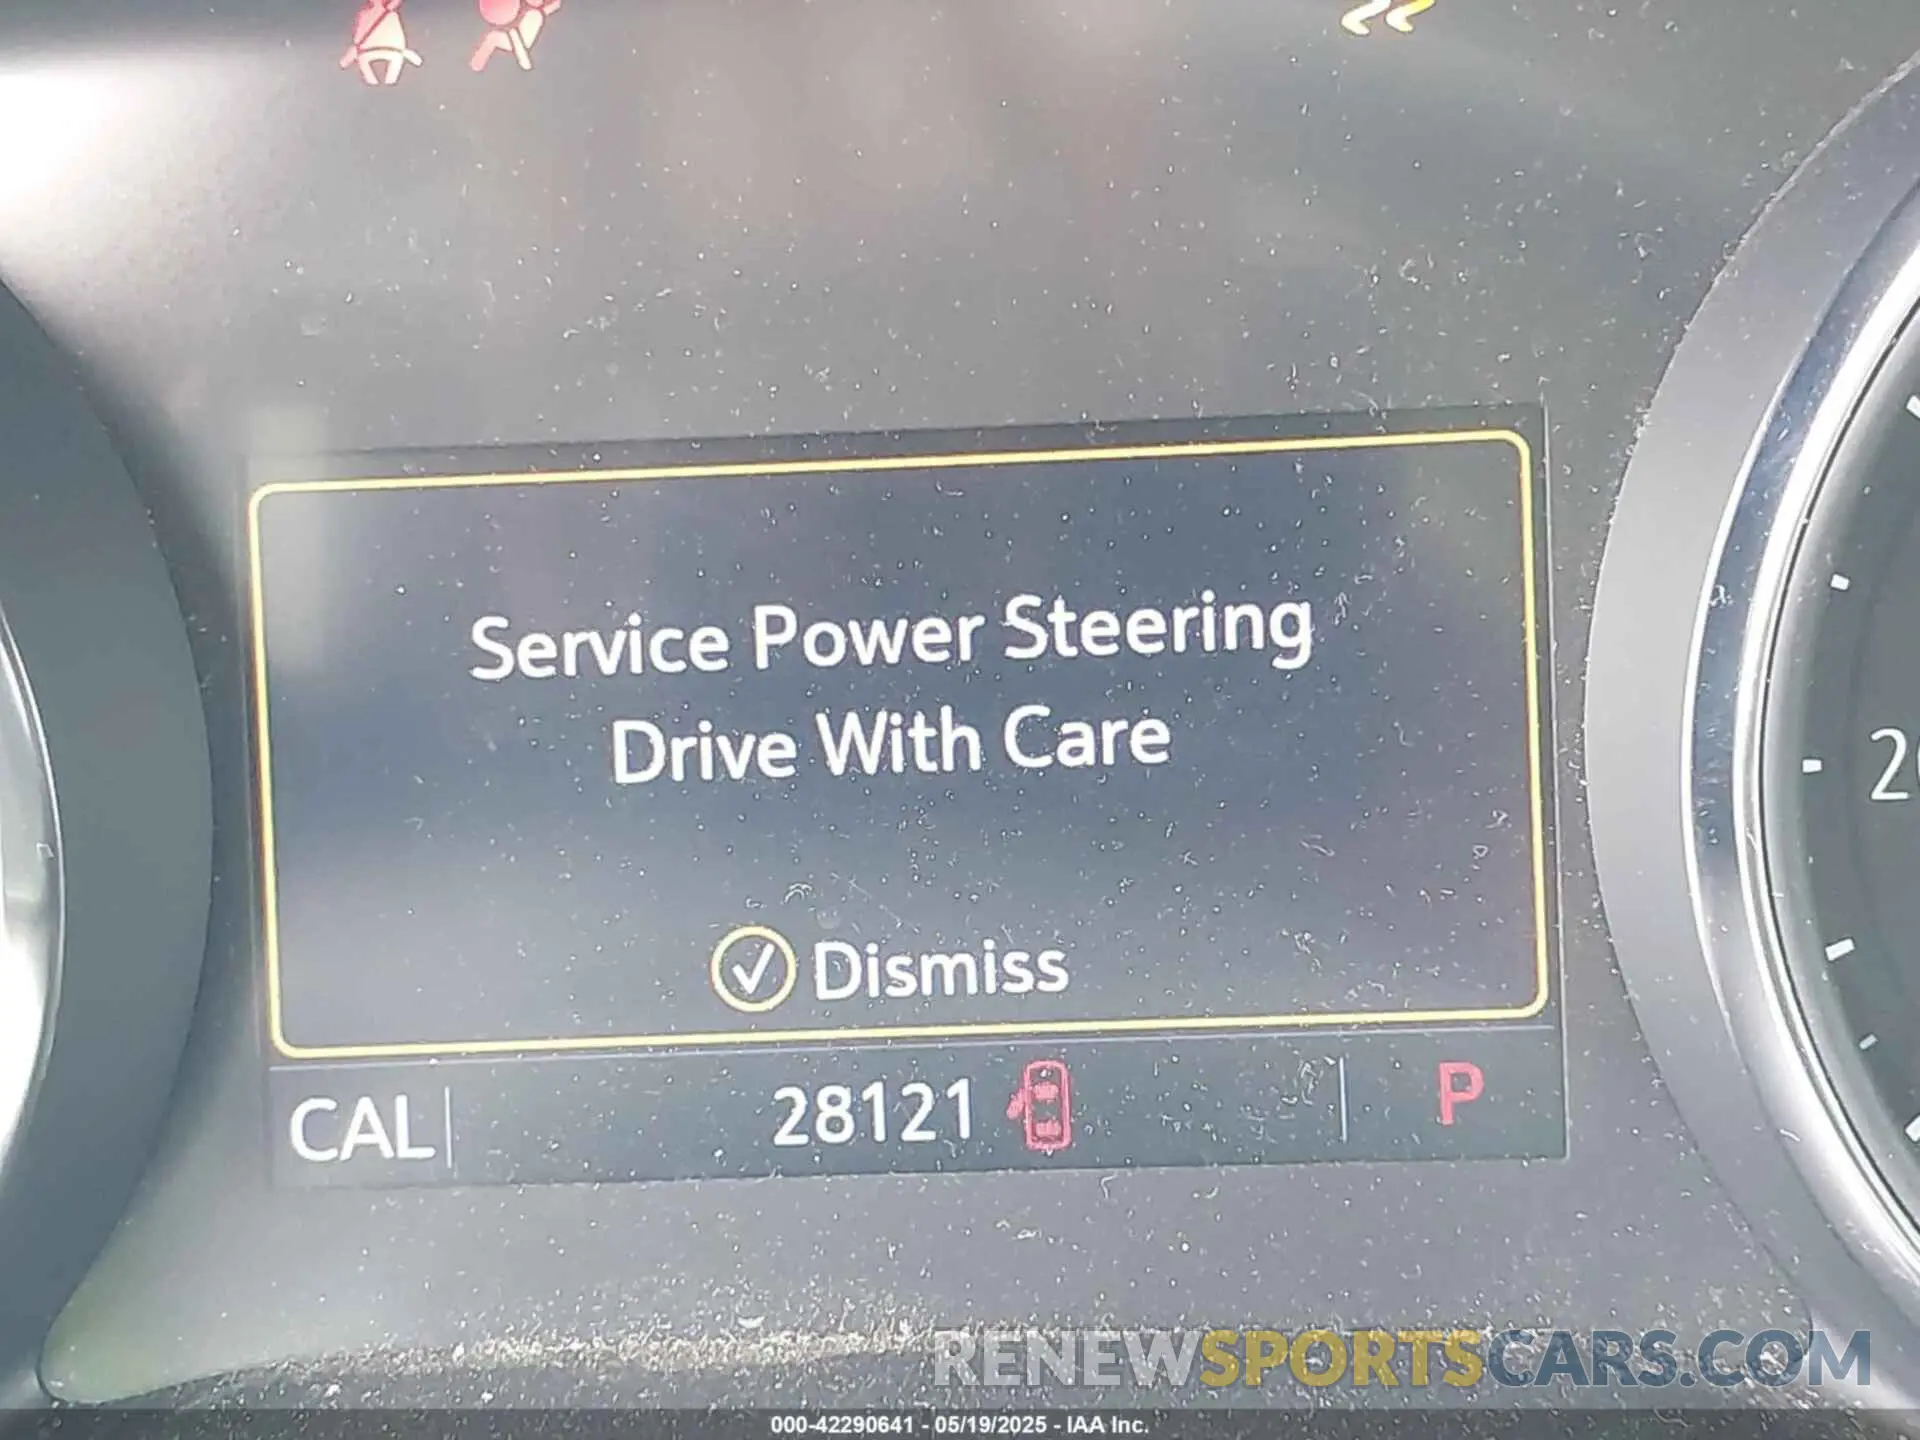 Service Power Steering
Drive With Care
Dismiss
CAL 28121 P
RENEWSPORTSCARS.COM
000-42290641 - 05/19/2025 - IAA Inc.